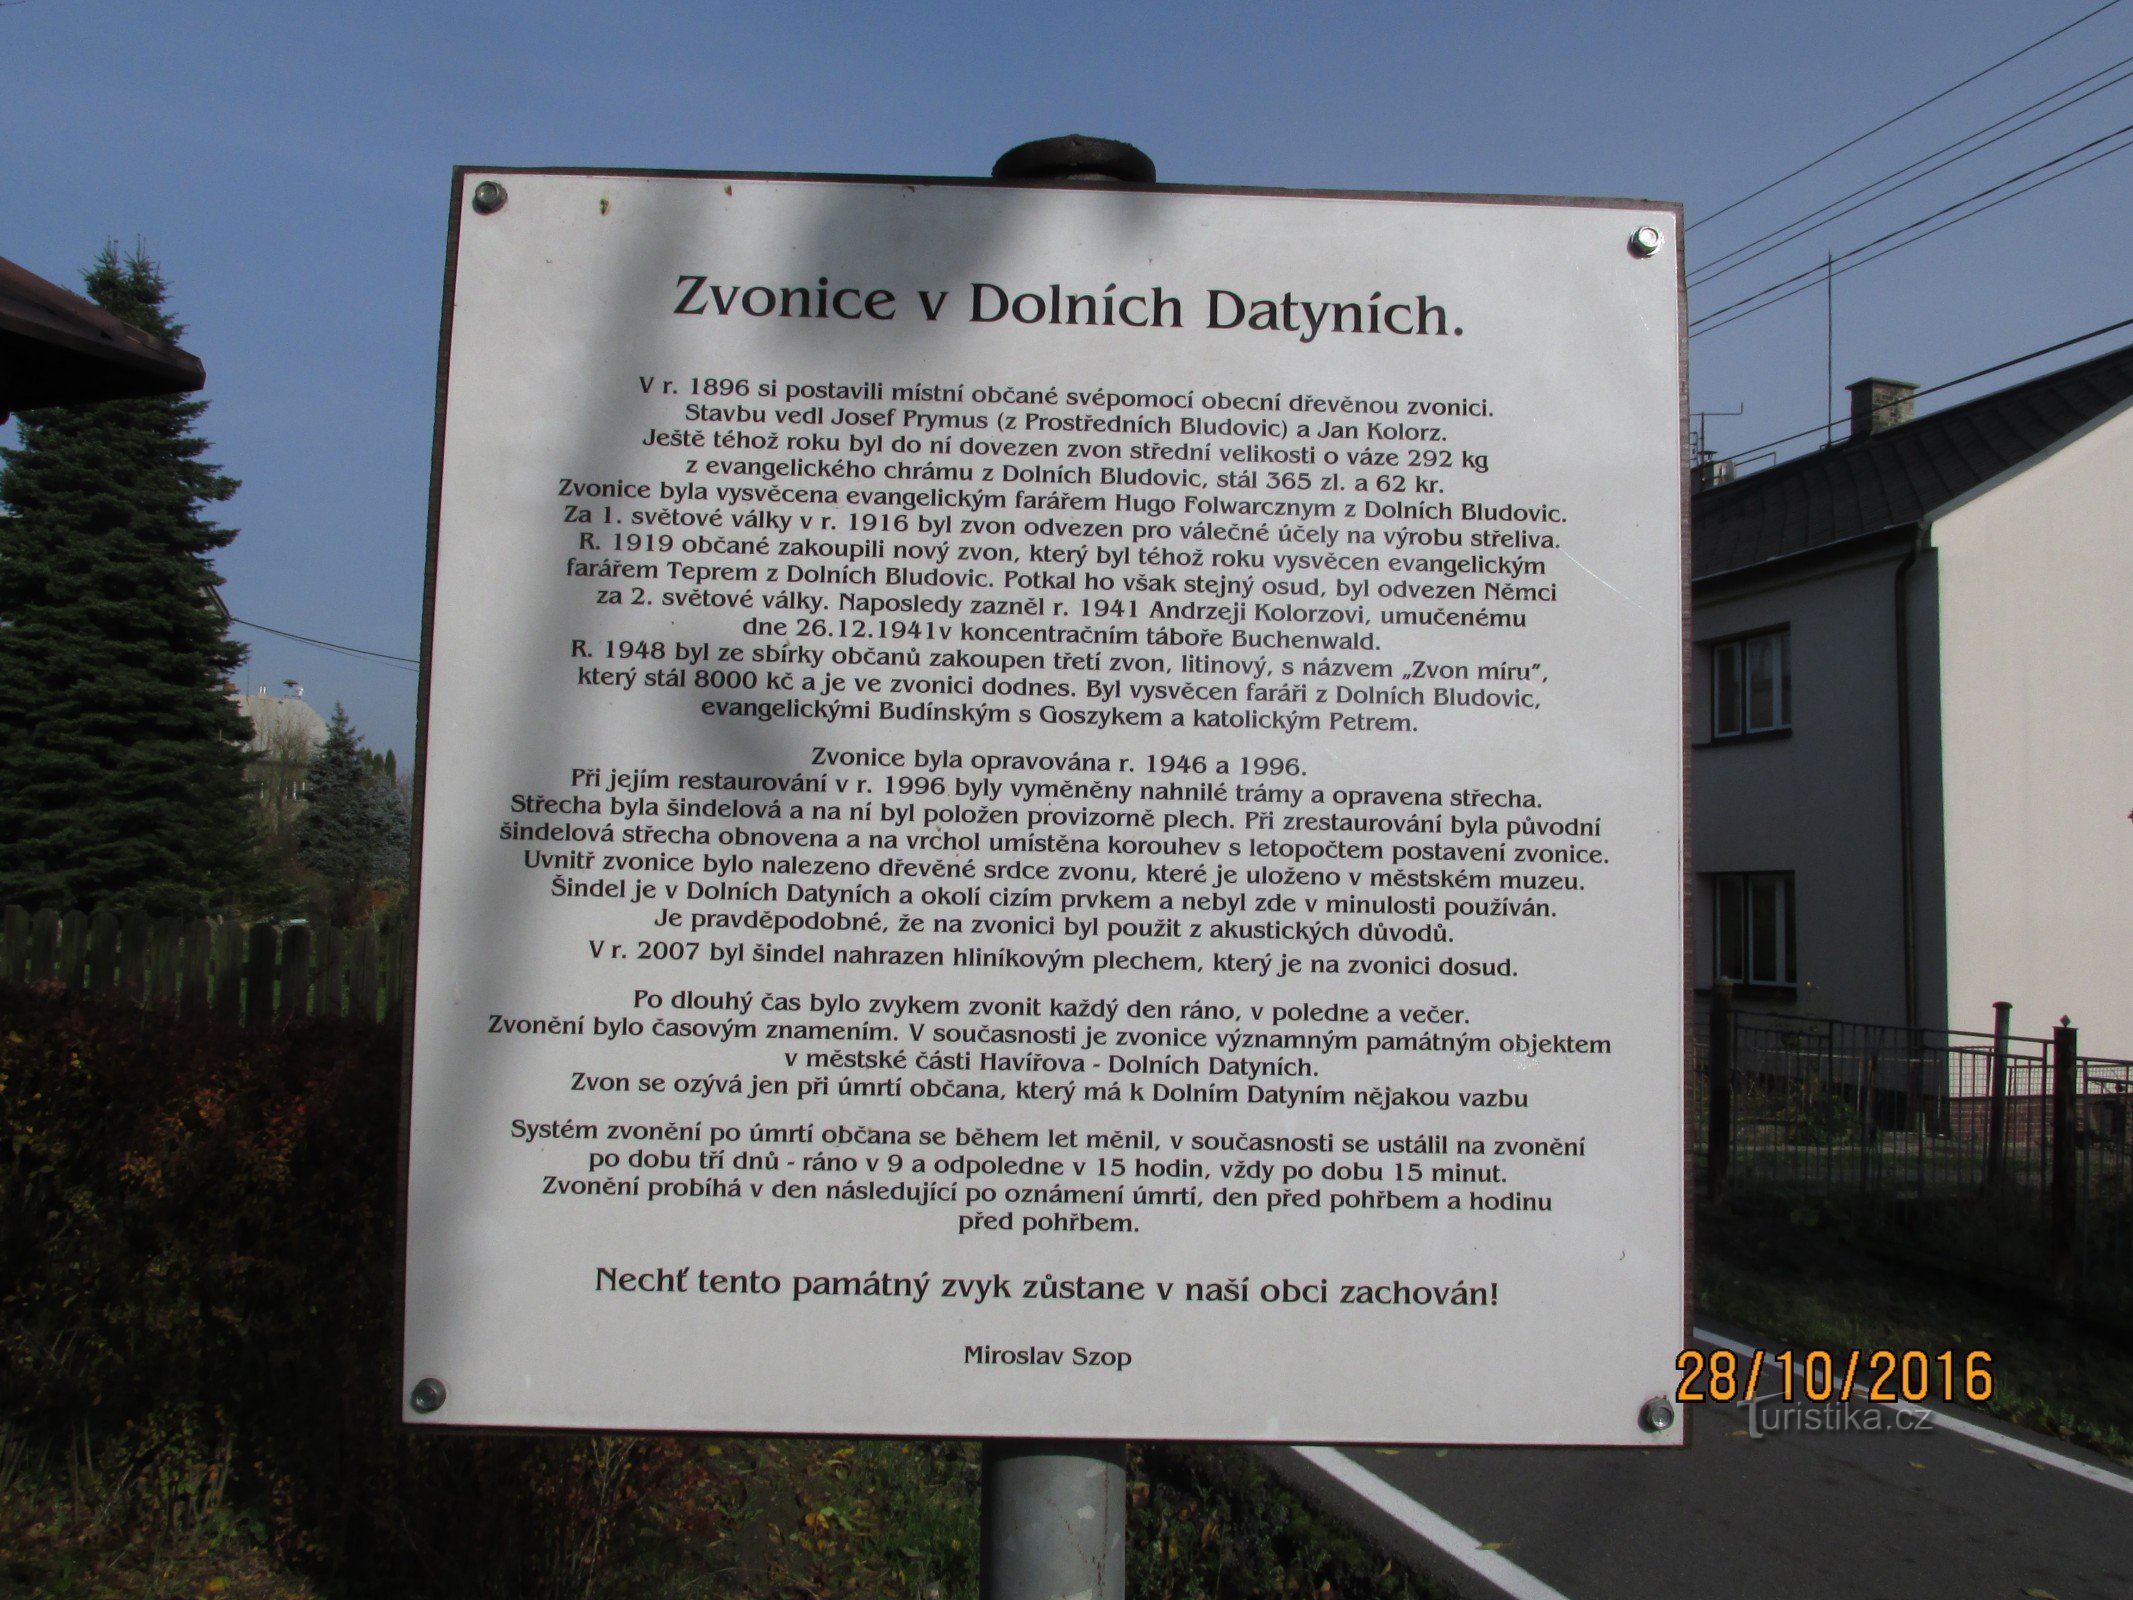 Zvonice v Dolních Datyních.
V r. 1896 si postavili místní občané svépomocí obecní dřevěnou zvonici.
Stavbu vedl Josef Prymus (z Prostředních Bludovic) a Jan Kolorz.
Ještě téhož roku byl do ní dovezen zvon střední velikosti o váze 292 kg
z evangelického chrámu z Dolních Bludovic, stál 365 zl. a 62 kr.
Zvonice byla vysvěcena evangelickým farářem Hugo Folwarcznym z Dolních Bludovic.
Za 1. světové války v r. 1916 byl zvon odvezen pro válečné účely na výrobu střeliva.
R. 1919 občané zakoupili nový zvon, který byl téhož roku vysvěcen evangelickým
farářem Teprem z Dolních Bludovic. Potkal ho však stejný osud, byl odvezen Němci
za 2. světové války. Naposledy zazněl r. 1941 Andrzeji Kolorzovi, umučenému
dne 26.12.1941v koncentračním táboře Buchenwald.
R. 1948 byl ze sbírky občanů zakoupen třetí zvon, litinový, s názvem „Zvon míru”,
který stál 8000 kč a je ve zvonici dodnes. Byl vysvěcen faráři z Dolních Bludovic,
evangelickými Budínským s Goszykem a katolickým Petrem.
Zvonice byla opravována r. 1946 a 1996.
Při jejím restaurování v r. 1996 byly vyměněny nahnilé trámy a opravena střecha.
Střecha byla šindelová a na ní byl položen provizorně plech. Při zrestaurování byla původní
šindelová střecha obnovena a na vrchol umístěna korouhev s letopočtem postavení zvonice.
Uvnitř zvonice bylo nalezeno dřevěné srdce zvonu, které je uloženo v městském muzeu.
Šindel je v Dolních Datyních a okolí cizím prvkem a nebyl zde v minulosti používán.
Je pravděpodobné, že na zvonici byl použit z akustických důvodů.
V r. 2007 byl šindel nahrazen hliníkovým plechem, který je na zvonici dosud.
Po dlouhý čas bylo zvykem zvonit každý den ráno, v poledne a večer.
Zvonění bylo časovým znamením. V současnosti je zvonice významným památným objektem
v městské části Havířova - Dolních Datyních.
Zvon se ozývá jen při úmrtí občana, který má k Dolním Datyním nějakou vazbu
Systém zvonění po úmrtí občana se během let měnil, v současnosti se ustálil na zvonění
po dobu tří dnů - ráno v 9 a odpoledne v 15 hodin, vždy po dobu 15 minut.
Zvonění probíhá v den následující po oznámení úmrtí, den před pohřbem a hodinu
před pohřbem.
Nechť tento památný zvyk zůstane v naší obci zachován!
Miroslav Szop
28/10/2016
Turistika.cz